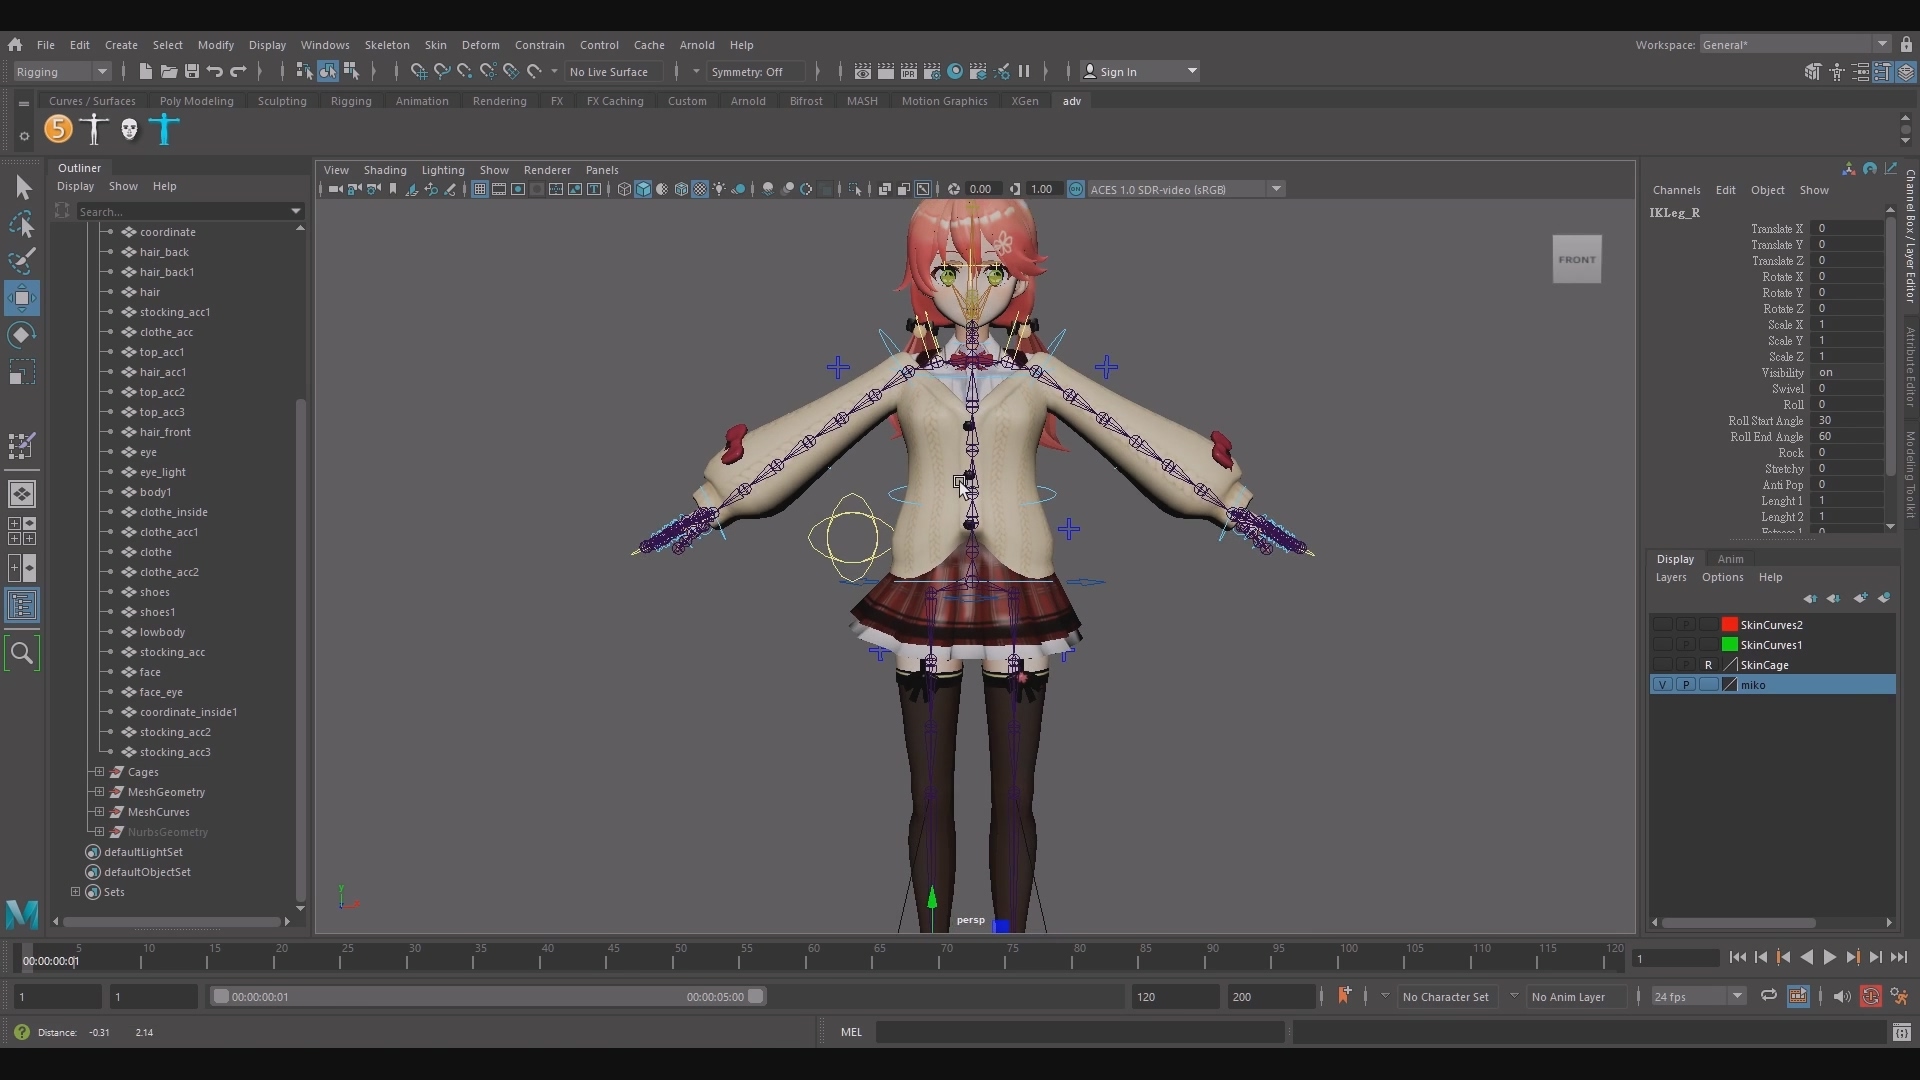 File Edit Create Select Modify Display Windows Skeleton Skin Deform Constrain Control Cache Arnold Help
Workspace: General*
Rigging
No Live Surface
Symmetry: Off
IPR
Sign In
Curves / Surfaces Poly Modeling Sculpting Rigging Animation Rendering FX FX Caching Custom Arnold Bifrost MASH Motion Graphics XGen adv
5
Outliner
Display Show Help
Search...
coordinate
hair_back
hair_back1
hair
stocking_acc1
clothe_acc
top_acc1
hair_acc1
top_acc2
top_acc3
hair_front
eye
eye_light
body1
clothe_inside
clothe_acc1
clothe
clothe_acc2
shoes
shoes1
lowbody
stocking_acc
face
face_eye
coordinate_inside1
stocking_acc2
stocking_acc3
Cages
MeshGeometry
MeshCurves
NurbsGeometry
defaultLightSet
defaultObjectSet
Sets
View Shading Lighting Show Renderer Panels
0.00
1.00
ACES 1.0 SDR-video (sRGB)
FRONT
persp
y
Channels Edit Object Show
IKLeg_R
Translate X 0
Translate Y 0
Translate Z 0
Rotate X 0
Rotate Y 0
Rotate Z 0
Scale X 1
Scale Y 1
Scale Z 1
Visibility on
Swivel 0
Roll 0
Roll Start Angle 30
Roll End Angle 60
Rock 0
Stretchy 0
Anti Pop 0
Lenght 1 1
Lenght 2 1
Channel Box / Layer Editor
Attribute Editor
Modeling Toolkit
Display Anim
Layers Options Help
P SkinCurves2
P SkinCurves1
P R SkinCage
V P miko
5 10 15 20 25 30 35 40 45 50 55 60 65 70 75 80 85 90 95 100 105 110 115 120
00:00:00:01
1
1
1
00:00:00:01
00:00:05:00
120
200
No Character Set
No Anim Layer
24 fps
Distance: -0.31 2.14
MEL